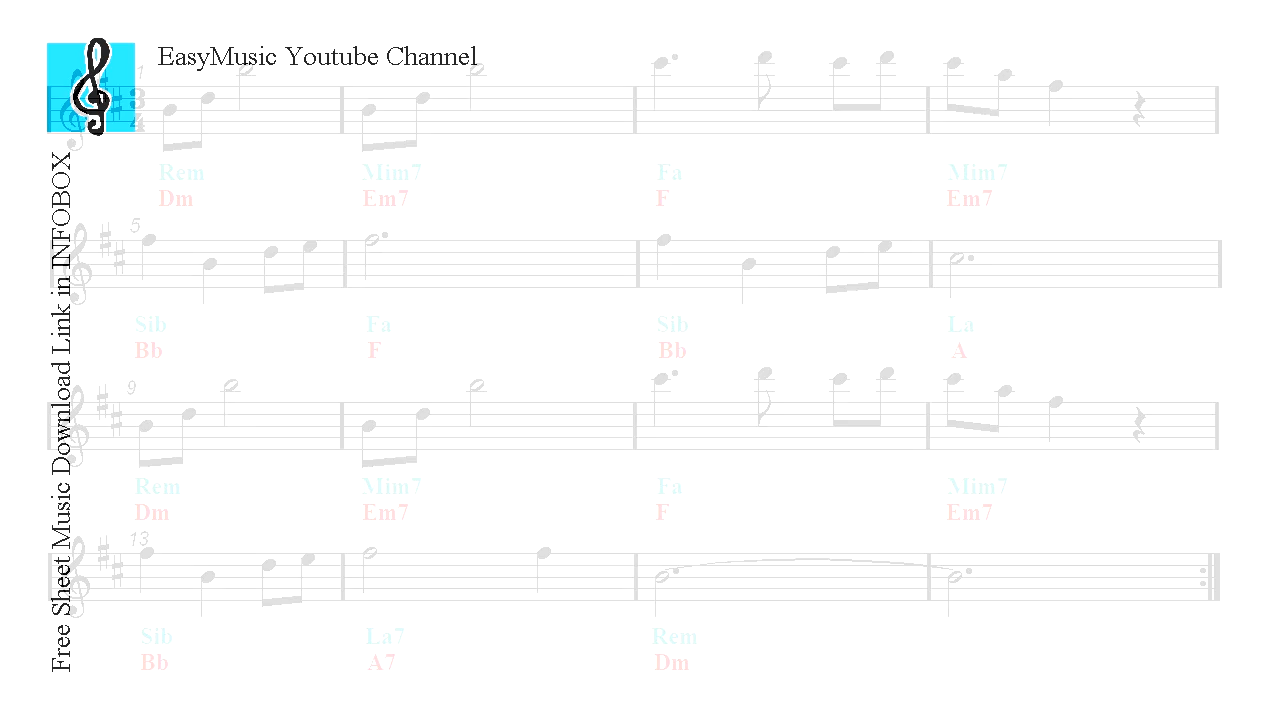 EasyMusic Youtube Channel
Free Sheet Music Download Link in INFOBOX
1
3
4
Rem Mim7 Fa Mim7
Dm Em7 F Em7
5
Sib Fa Sib La
Bb F Bb A
9
Rem Mim7 Fa Mim7
Dm Em7 F Em7
13
Sib La7 Rem
Bb A7 Dm